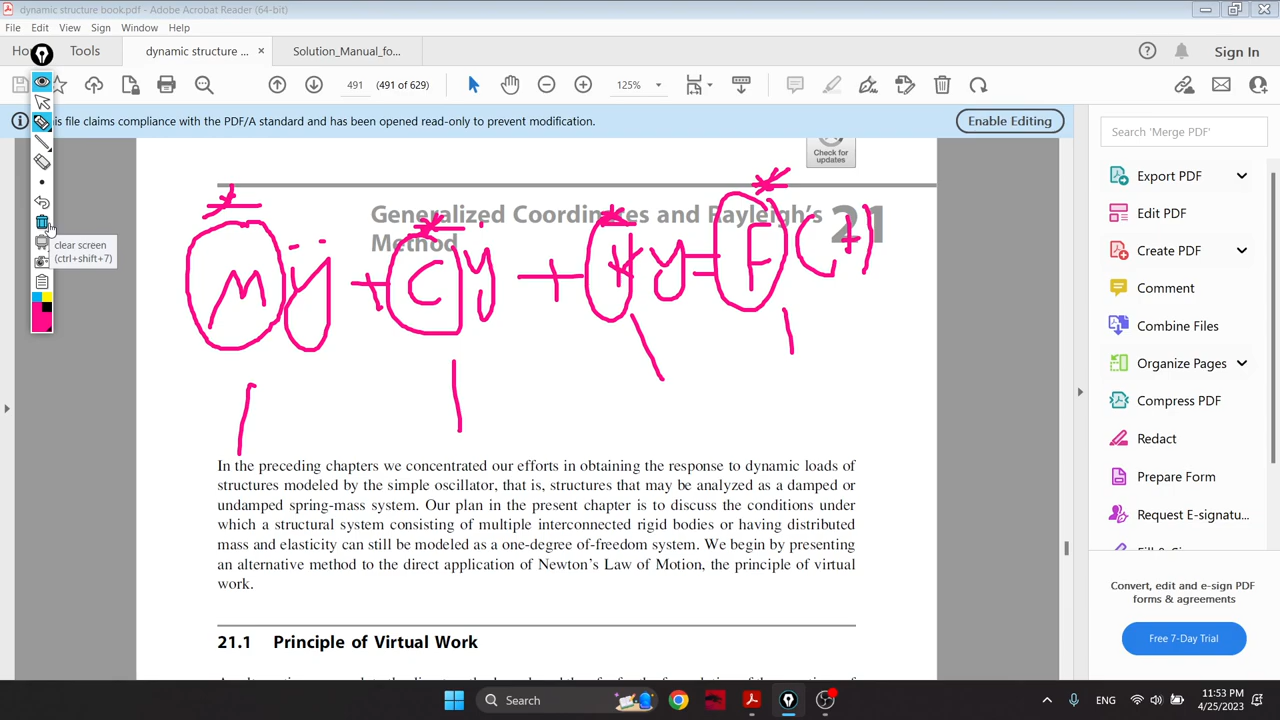 dynamic structure book.pdf - Adobe Acrobat Reader (64-bit)
File Edit View Sign Window Help
Tools dynamic structure ... × Solution_Manual_fo... Sign In
491 (491 of 629) 125%
file claims compliance with the PDF/A standard and has been opened read-only to prevent modification. Enable Editing
Check for
updates
Generalized Coordinates and Rayleigh's
Method
21
Mÿ + Cẏ + Ky = F(t)
clear screen
(ctrl+shift+7)
In the preceding chapters we concentrated our efforts in obtaining the response to dynamic loads of
structures modeled by the simple oscillator, that is, structures that may be analyzed as a damped or
undamped spring-mass system. Our plan in the present chapter is to discuss the conditions under
which a structural system consisting of multiple interconnected rigid bodies or having distributed
mass and elasticity can still be modeled as a one-degree of-freedom system. We begin by presenting
an alternative method to the direct application of Newton's Law of Motion, the principle of virtual
work.
21.1 Principle of Virtual Work
Search 'Merge PDF'
Export PDF
Edit PDF
Create PDF
Comment
Combine Files
Organize Pages
Compress PDF
Redact
Prepare Form
Request E-signatu...
Convert, edit and e-sign PDF
forms & agreements
Free 7-Day Trial
Search
ENG
11:53 PM
4/25/2023